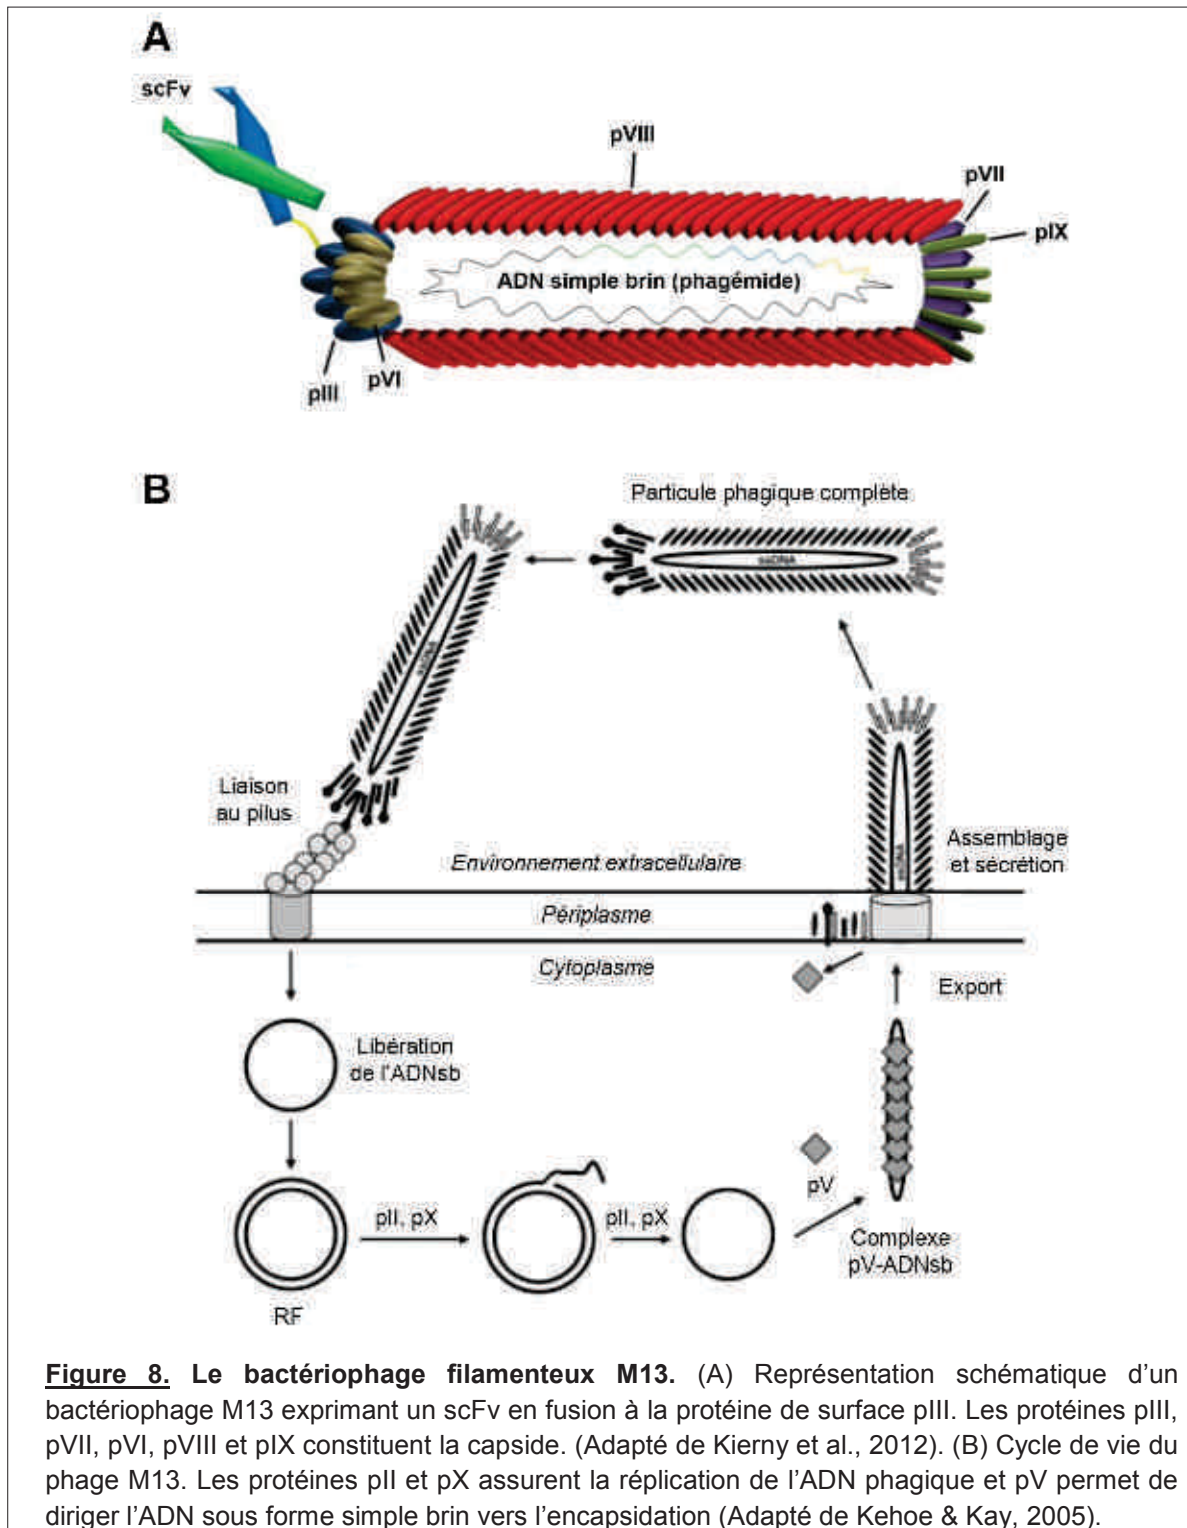 A
scFv
pVIII
pVII
pIX
ADN simple brin (phagémide)
pVI
pIII
B
Particule phagique complète
ssDNA
Liaison
au pilus
Environnement extracellulaire
Assemblage
et sécrétion
Périplasme
Cytoplasme
Export
Libération
de l'ADNsb
pV
pII, pX
pII, pX
Complexe
pV-ADNsb
RF
Figure 8. Le bactériophage filamenteux M13. (A) Représentation schématique d'un
bactériophage M13 exprimant un scFv en fusion à la protéine de surface pIII. Les protéines pIII,
pVII, pVI, pVIII et pIX constituent la capside. (Adapté de Kierny et al., 2012). (B) Cycle de vie du
phage M13. Les protéines pII et pX assurent la réplication de l'ADN phagique et pV permet de
diriger l'ADN sous forme simple brin vers l'encapsidation (Adapté de Kehoe & Kay, 2005).